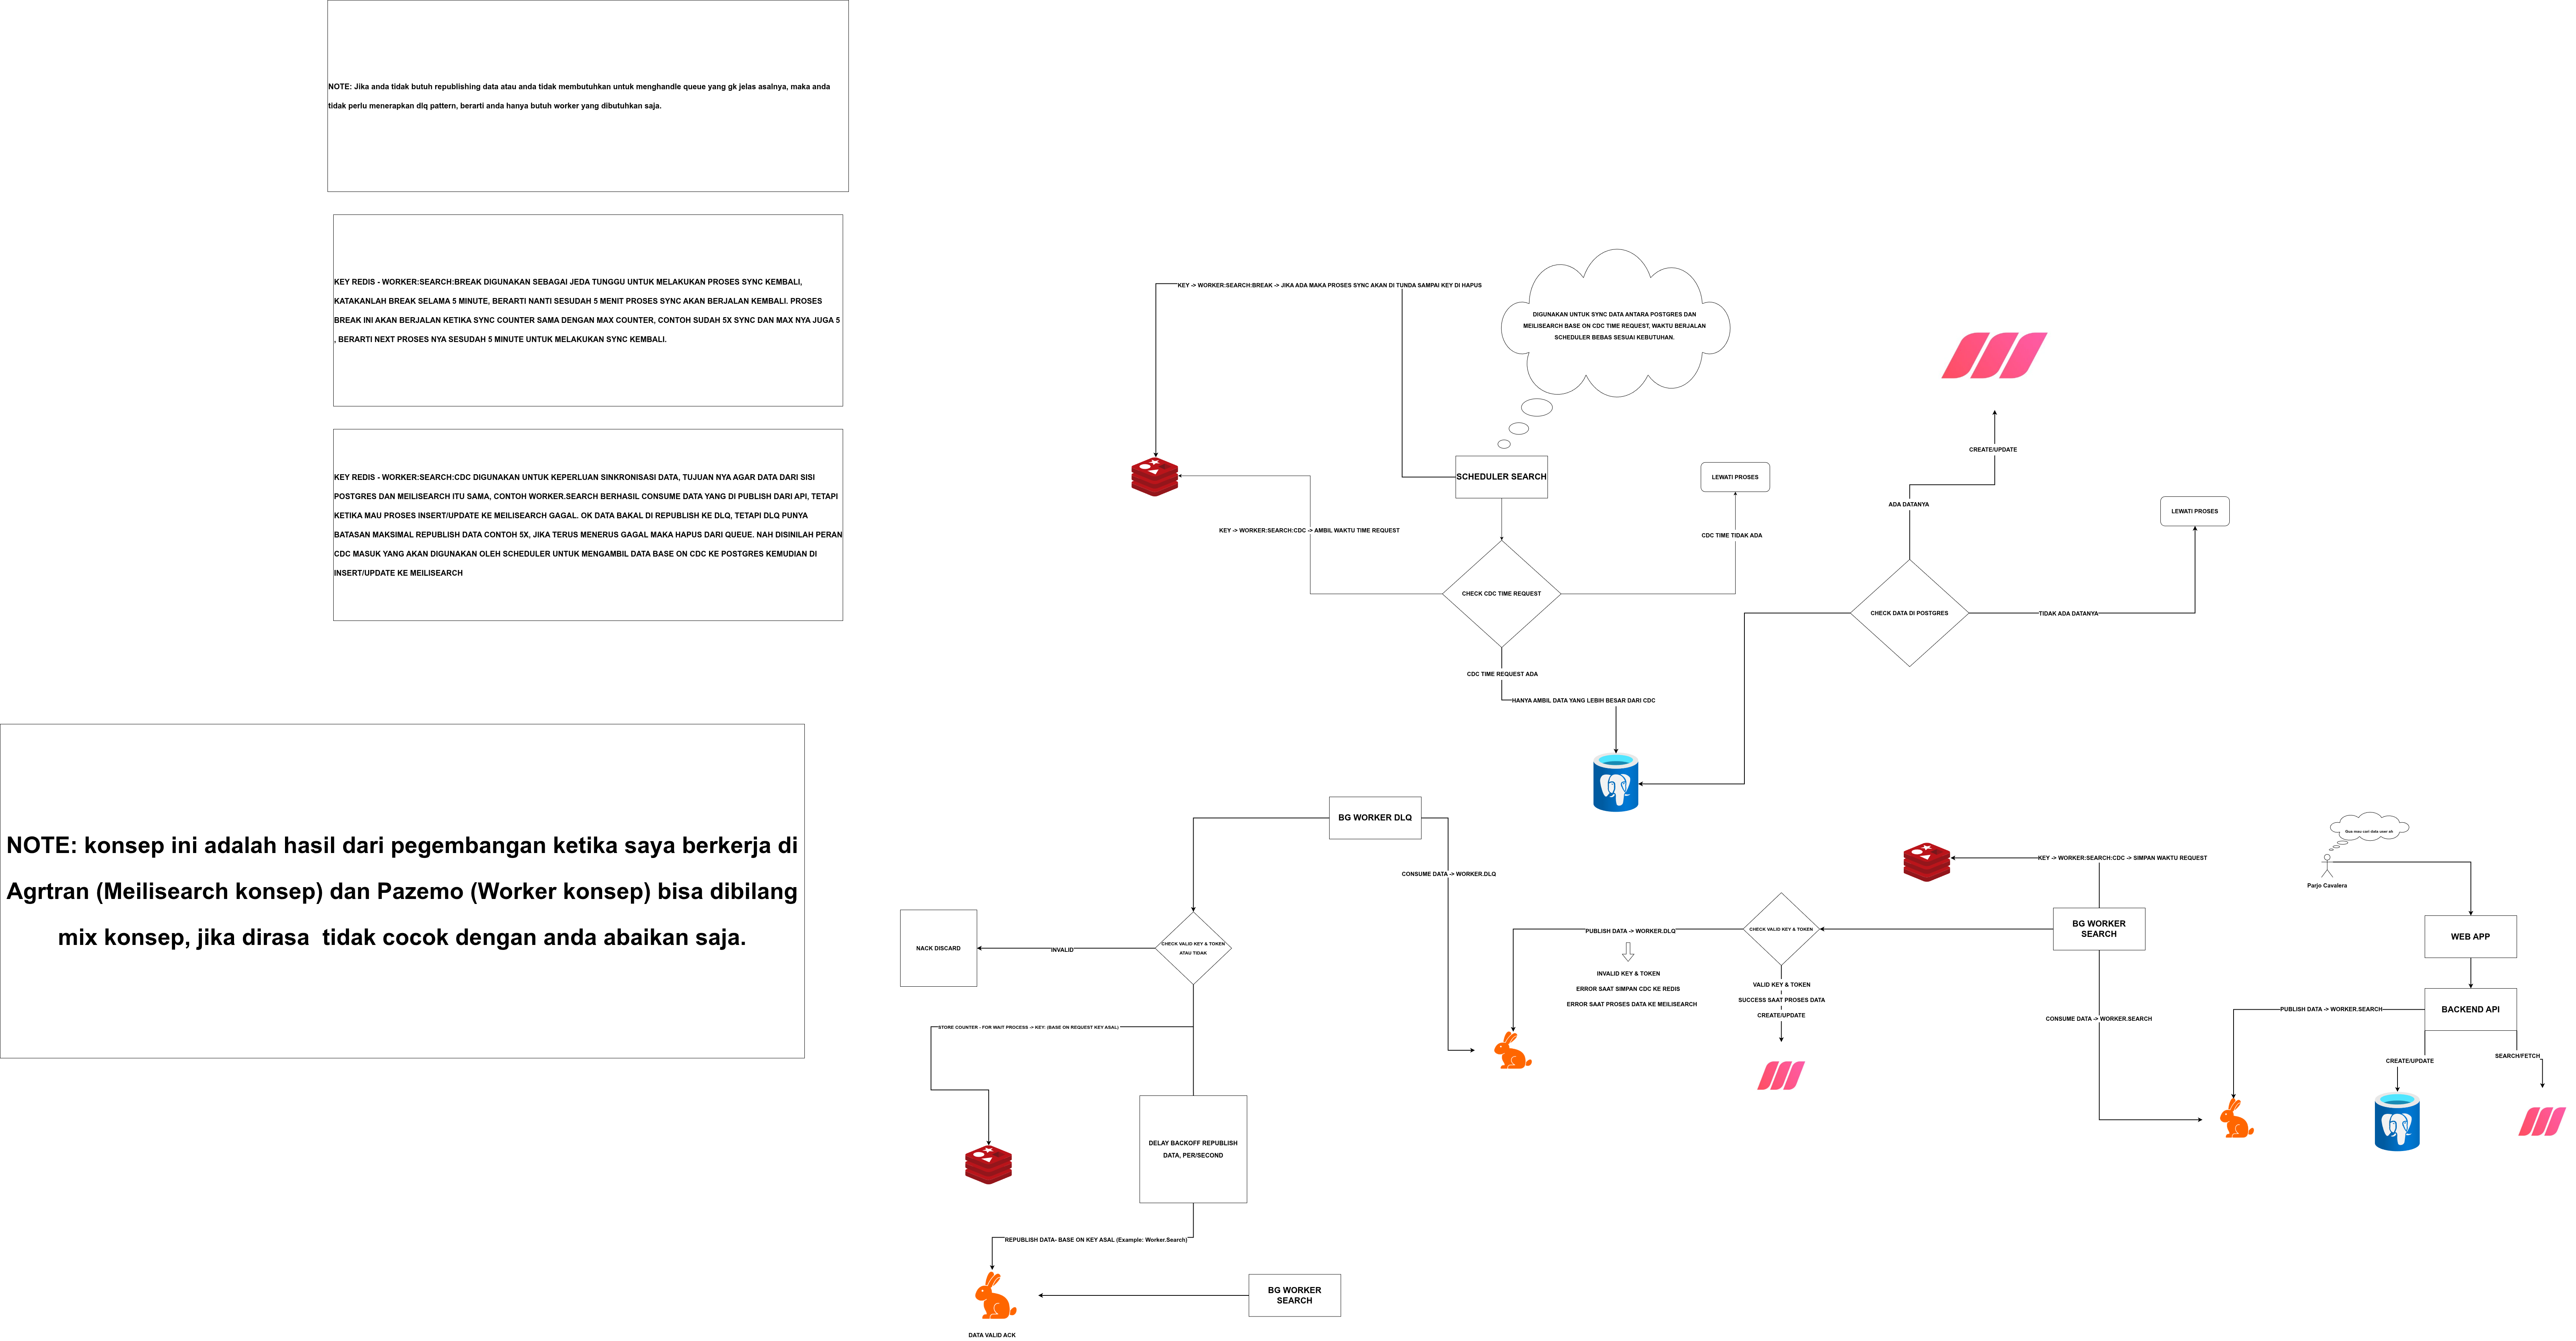 NOTE: Jika anda tidak butuh republishing data atau anda tidak membutuhkan untuk menghandle queue yang gk jelas asalnya, maka anda
tidak perlu menerapkan dlq pattern, berarti anda hanya butuh worker yang dibutuhkan saja.
KEY REDIS - WORKER:SEARCH:BREAK DIGUNAKAN SEBAGAI JEDA TUNGGU UNTUK MELAKUKAN PROSES SYNC KEMBALI,
KATAKANLAH BREAK SELAMA 5 MINUTE, BERARTI NANTI SESUDAH 5 MENIT PROSES SYNC AKAN BERJALAN KEMBALI. PROSES
BREAK INI AKAN BERJALAN KETIKA SYNC COUNTER SAMA DENGAN MAX COUNTER, CONTOH SUDAH 5X SYNC DAN MAX NYA JUGA 5
, BERARTI NEXT PROSES NYA SESUDAH 5 MINUTE UNTUK MELAKUKAN SYNC KEMBALI.
KEY REDIS - WORKER:SEARCH:CDC DIGUNAKAN UNTUK KEPERLUAN SINKRONISASI DATA, TUJUAN NYA AGAR DATA DARI SISI
POSTGRES DAN MEILISEARCH ITU SAMA, CONTOH WORKER.SEARCH BERHASIL CONSUME DATA YANG DI PUBLISH DARI API, TETAPI
KETIKA MAU PROSES INSERT/UPDATE KE MEILISEARCH GAGAL. OK DATA BAKAL DI REPUBLISH KE DLQ, TETAPI DLQ PUNYA
BATASAN MAKSIMAL REPUBLISH DATA CONTOH 5X, JIKA TERUS MENERUS GAGAL MAKA HAPUS DARI QUEUE. NAH DISINILAH PERAN
CDC MASUK YANG AKAN DIGUNAKAN OLEH SCHEDULER UNTUK MENGAMBIL DATA BASE ON CDC KE POSTGRES KEMUDIAN DI
INSERT/UPDATE KE MEILISEARCH
NOTE: konsep ini adalah hasil dari pegembangan ketika saya berkerja di
Agrtran (Meilisearch konsep) dan Pazemo (Worker konsep) bisa dibilang
mix konsep, jika dirasa  tidak cocok dengan anda abaikan saja.
KEY -> WORKER:SEARCH:BREAK -> JIKA ADA MAKA PROSES SYNC AKAN DI TUNDA SAMPAI KEY DI HAPUS
DIGUNAKAN UNTUK SYNC DATA ANTARA POSTGRES DAN
MEILISEARCH BASE ON CDC TIME REQUEST, WAKTU BERJALAN
SCHEDULER BEBAS SESUAI KEBUTUHAN.
SCHEDULER SEARCH
LEWATI PROSES
KEY -> WORKER:SEARCH:CDC -> AMBIL WAKTU TIME REQUEST
CDC TIME TIDAK ADA
CHECK CDC TIME REQUEST
CDC TIME REQUEST ADA
HANYA AMBIL DATA YANG LEBIH BESAR DARI CDC
CREATE/UPDATE
ADA DATANYA
LEWATI PROSES
CHECK DATA DI POSTGRES
TIDAK ADA DATANYA
BG WORKER DLQ
CONSUME DATA -> WORKER.DLQ
CHECK VALID KEY & TOKEN
ATAU TIDAK
INVALID
NACK DISCARD
STORE COUNTER - FOR WAIT PROCESS -> KEY: (BASE ON REQUEST KEY ASAL)
DELAY BACKOFF REPUBLISH
DATA, PER/SECOND
REPUBLISH DATA- BASE ON KEY ASAL (Example: Worker.Search)
BG WORKER
SEARCH
DATA VALID ACK
PUBLISH DATA -> WORKER.DLQ
INVALID KEY & TOKEN
ERROR SAAT SIMPAN CDC KE REDIS
ERROR SAAT PROSES DATA KE MEILISEARCH
CHECK VALID KEY & TOKEN
VALID KEY & TOKEN
SUCCESS SAAT PROSES DATA
CREATE/UPDATE
KEY -> WORKER:SEARCH:CDC -> SIMPAN WAKTU REQUEST
BG WORKER
SEARCH
CONSUME DATA -> WORKER.SEARCH
Gua mau cari data user ah
Parjo Cavalera
WEB APP
BACKEND API
PUBLISH DATA -> WORKER.SEARCH
CREATE/UPDATE
SEARCH/FETCH